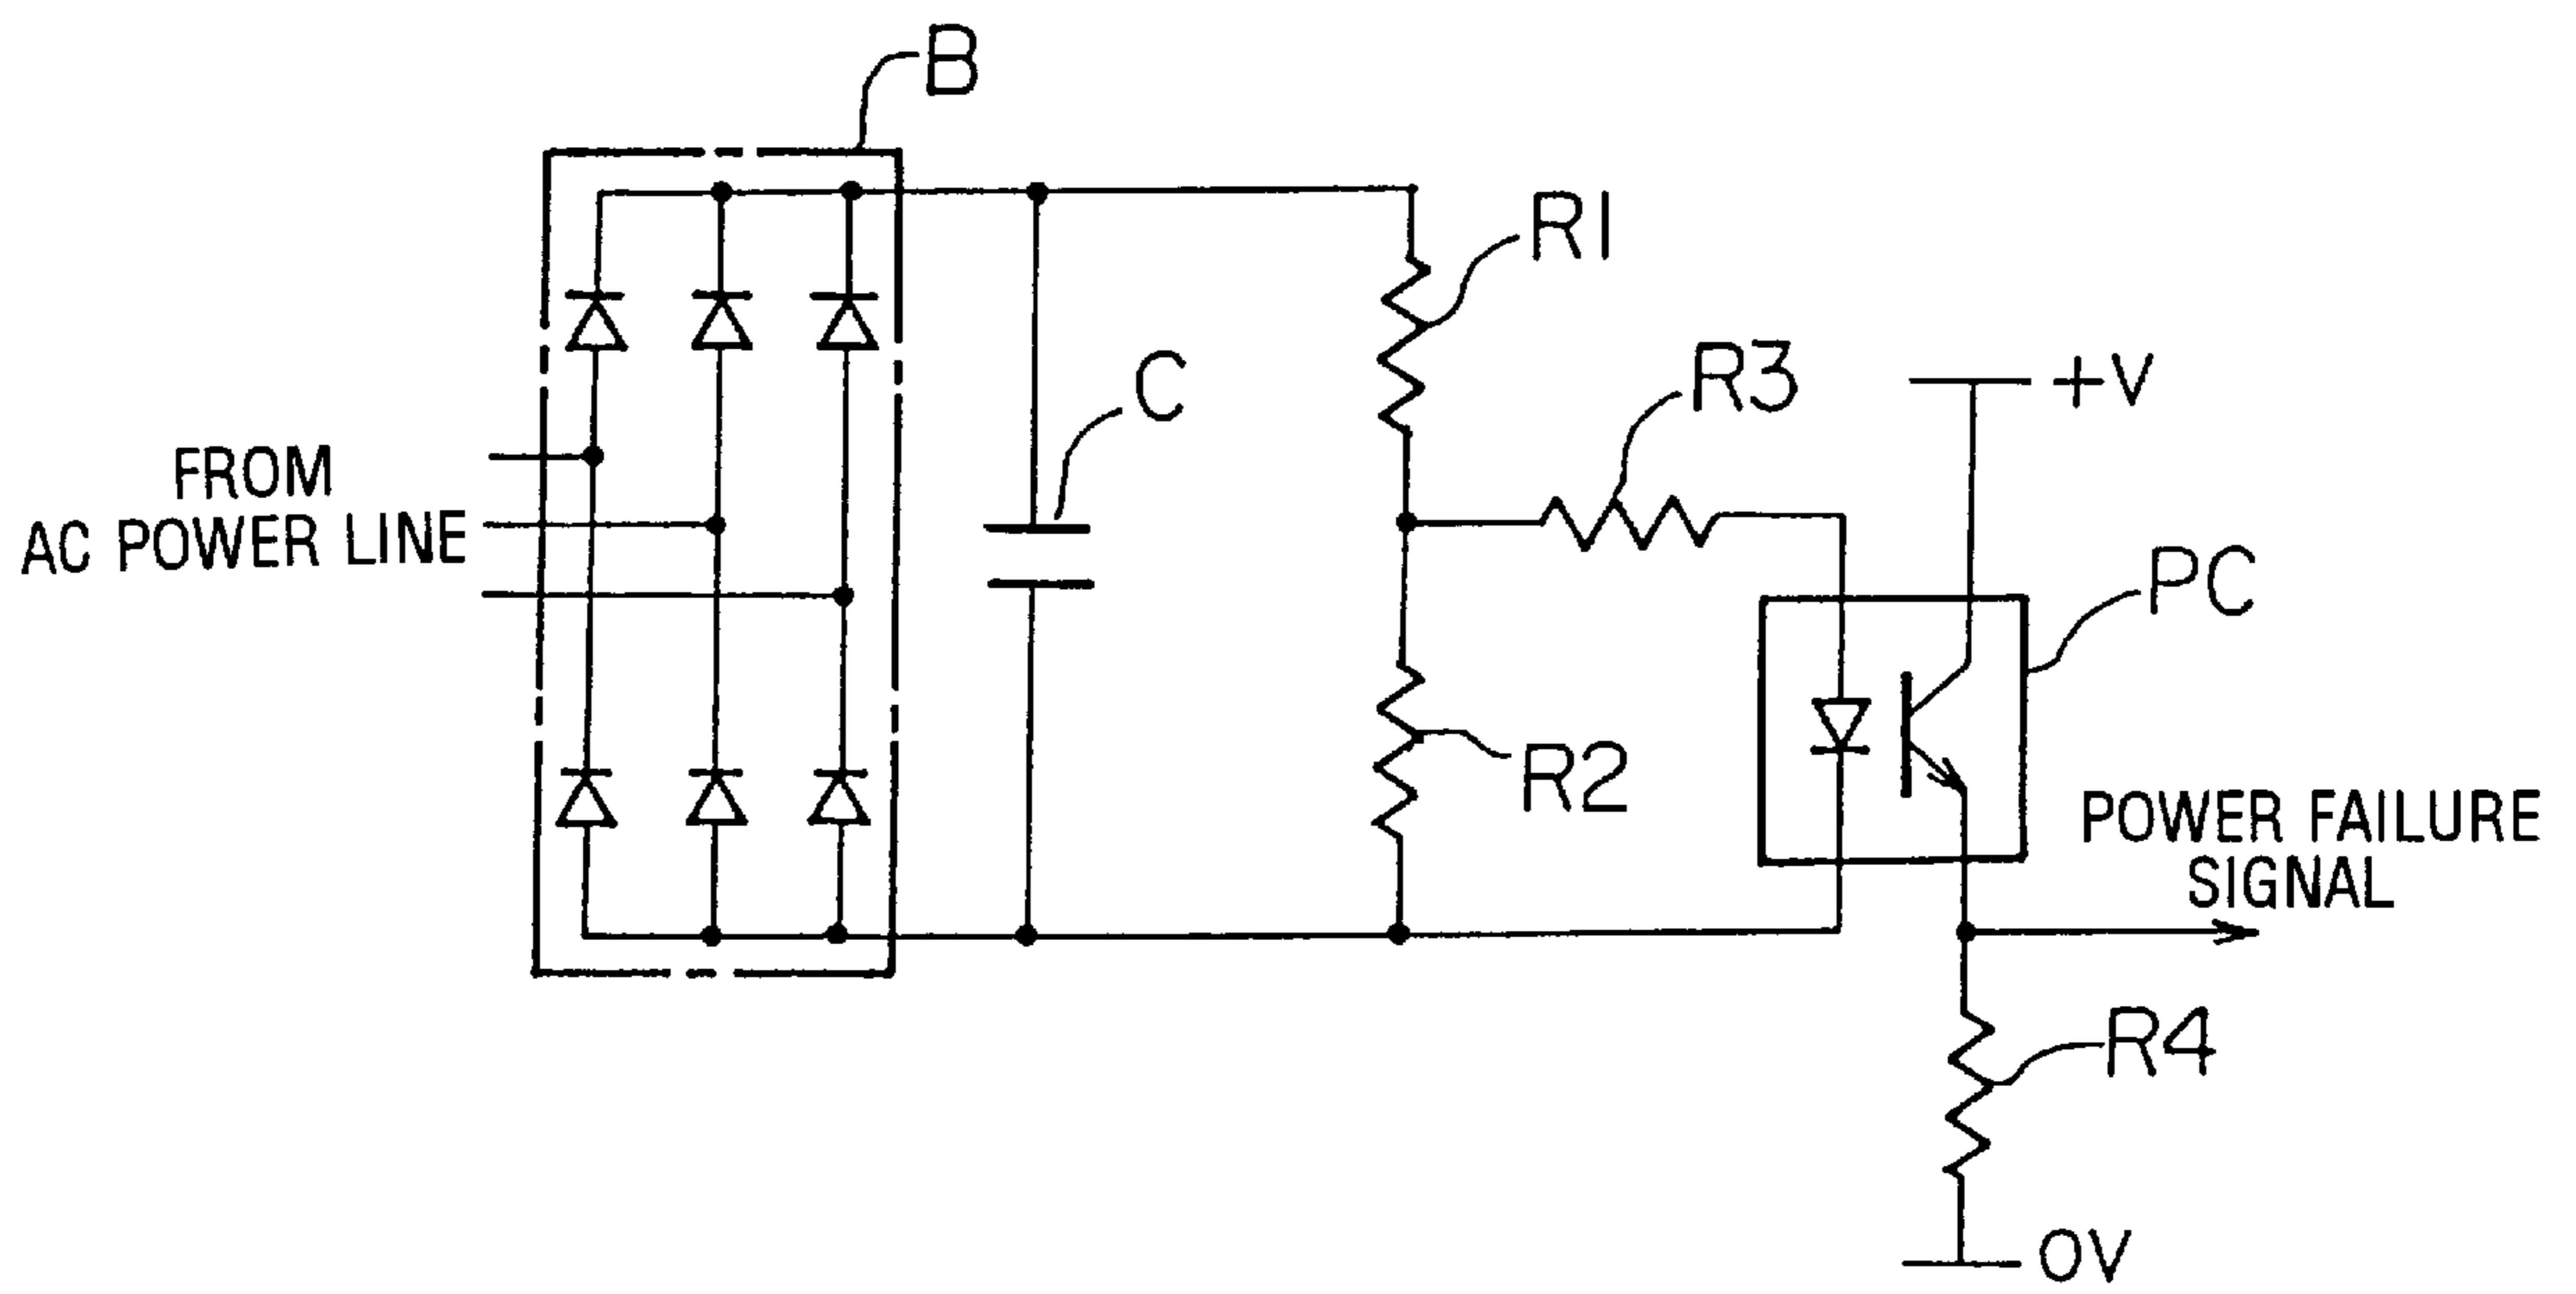 B
R1
R3
+V
C
FROM
AC POWER LINE
PC
R2
POWER FAILURE
SIGNAL
R4
0V